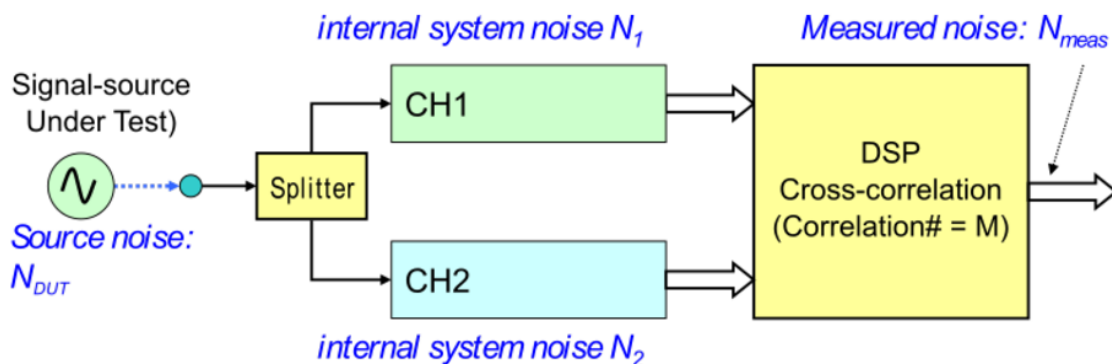 internal system noise N1
Measured noise: Nmeas
Signal-source
Under Test)
CH1
Splitter
DSP
Cross-correlation
(Correlation# = M)
Source noise:
NDUT
CH2
internal system noise N2